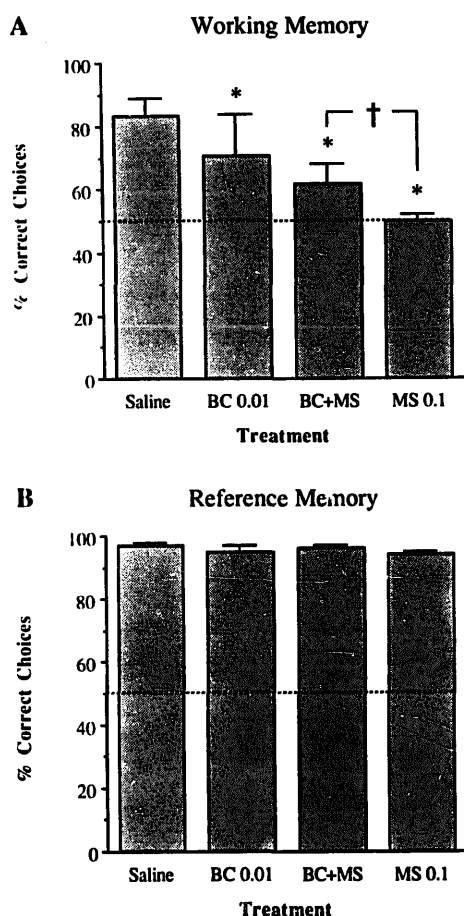 A
Working Memory
% Correct Choices
100
80
60
40
20
0
*
*
†
*
Saline
BC 0.01
BC+MS
MS 0.1
Treatment
B
Reference Memory
% Correct Choices
100
80
60
40
20
0
Saline
BC 0.01
BC+MS
MS 0.1
Treatment